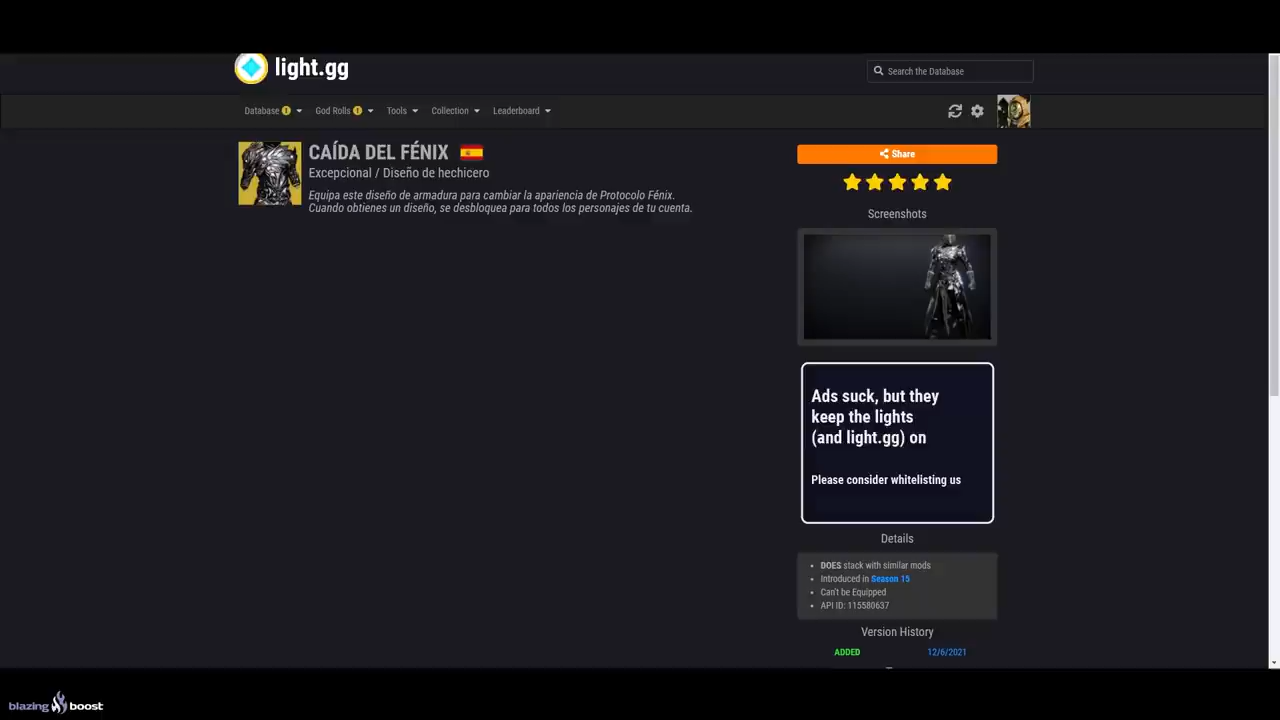 light.gg
Search the Database
Database ! God Rolls ! Tools Collection Leaderboard
CAÍDA DEL FÉNIX
Excepcional / Diseño de hechicero
Equipa este diseño de armadura para cambiar la apariencia de Protocolo Fénix.
Cuando obtienes un diseño, se desbloquea para todos los personajes de tu cuenta.
Share
Screenshots
Ads suck, but they
keep the lights
(and light.gg) on
Please consider whitelisting us
Details
• DOES stack with similar mods
• Introduced in Season 15
• Can't be Equipped
• API ID: 115580637
Version History
ADDED 12/6/2021
blazing boost